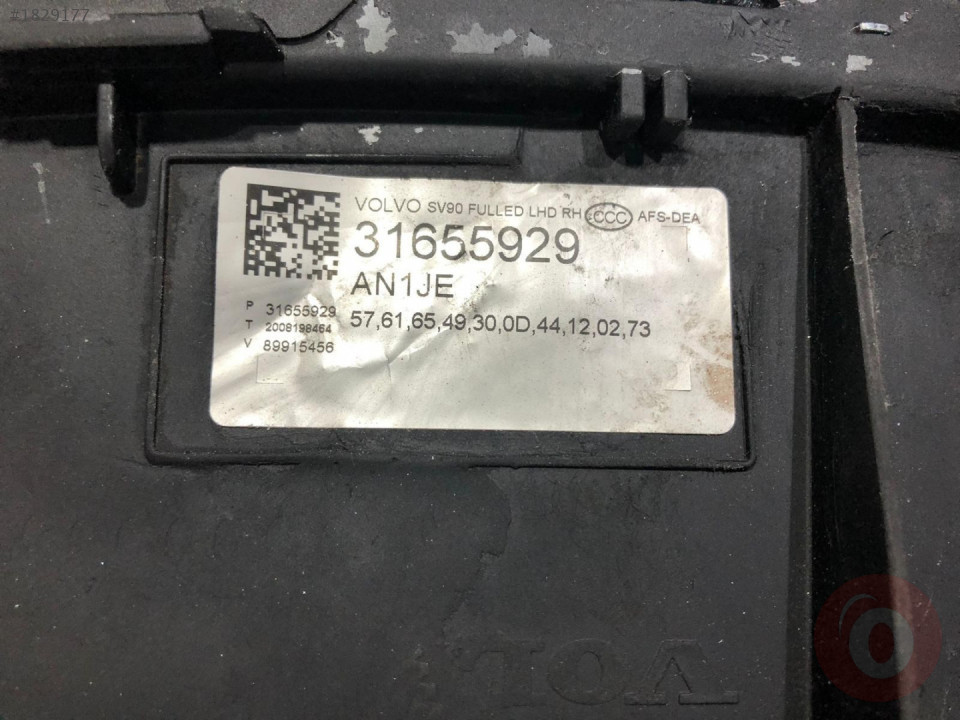 #1829177
VOLVO SV90 FULLED LHD RH CCC AFS-DEA
31655929
AN1JE
P 31655929
T 2008198464
V 89915456
57,61,65,49,30,0D,44,12,02,73
VOL